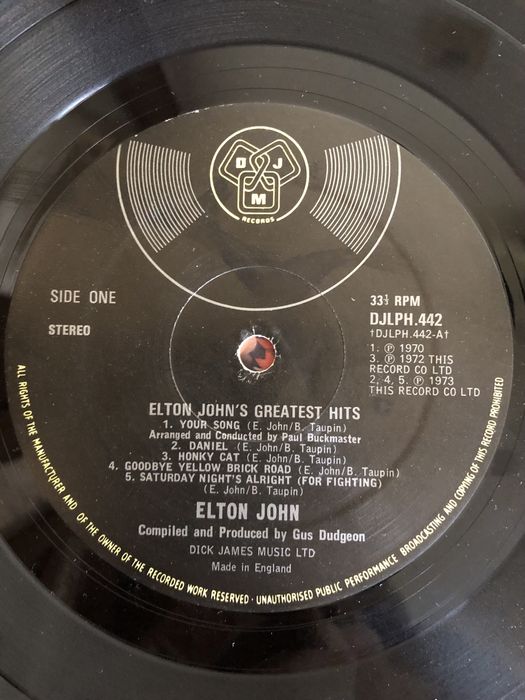 D J
M
RECORDS
SIDE ONE
STEREO
33⅓ RPM
DJLPH.442
†DJLPH.442-A†
1. ℗ 1970
3. ℗ 1972 THIS
RECORD CO LTD
2, 4, 5. ℗ 1973
THIS RECORD CO LTD
ELTON JOHN'S GREATEST HITS
1. YOUR SONG (E. John/B. Taupin)
Arranged and Conducted by Paul Buckmaster
2. DANIEL (E. John/B. Taupin)
3. HONKY CAT (E. John/B. Taupin)
4. GOODBYE YELLOW BRICK ROAD (E. John/B. Taupin)
5. SATURDAY NIGHT'S ALRIGHT (FOR FIGHTING)
(E. John/B. Taupin)
ELTON JOHN
Compiled and Produced by Gus Dudgeon
DICK JAMES MUSIC LTD
Made in England
ALL RIGHTS OF THE MANUFACTURER AND OF THE OWNER OF THE RECORDED WORK RESERVED · UNAUTHORISED PUBLIC PERFORMANCE BROADCASTING AND COPYING OF THIS RECORD PROHIBITED